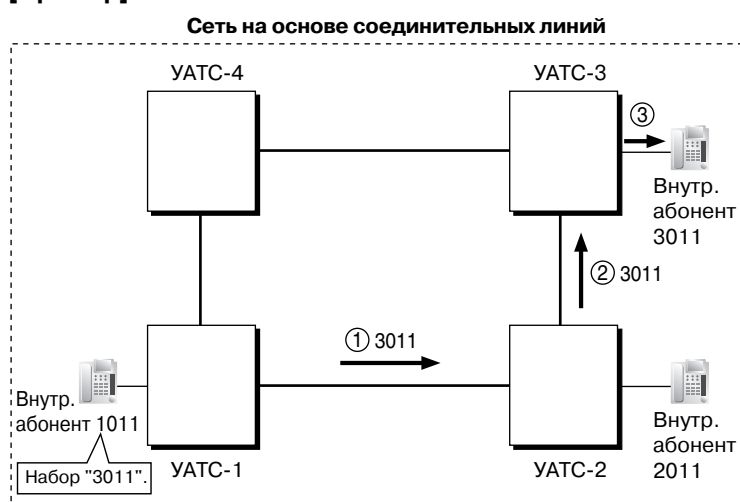 Сеть на основе соединительных линий
УАТС-4
УАТС-3
③
Внутр.
абонент
3011
② 3011
① 3011
Внутр.
абонент 1011
Набор "3011".
УАТС-1
УАТС-2
Внутр.
абонент
2011